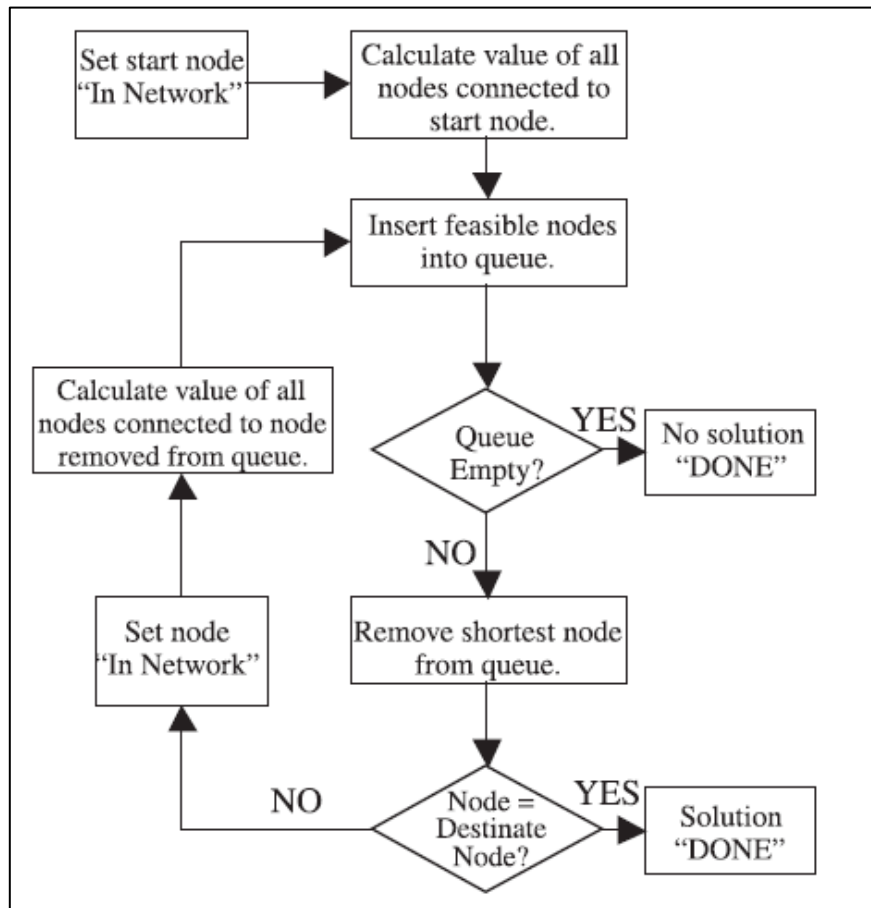 Set start node
“In Network”
Calculate value of all
nodes connected to
start node.
Insert feasible nodes
into queue.
Calculate value of all
nodes connected to node
removed from queue.
Queue
Empty?
YES
No solution
“DONE”
NO
Set node
“In Network”
Remove shortest node
from queue.
NO
Node =
Destinate
Node?
YES
Solution
“DONE”